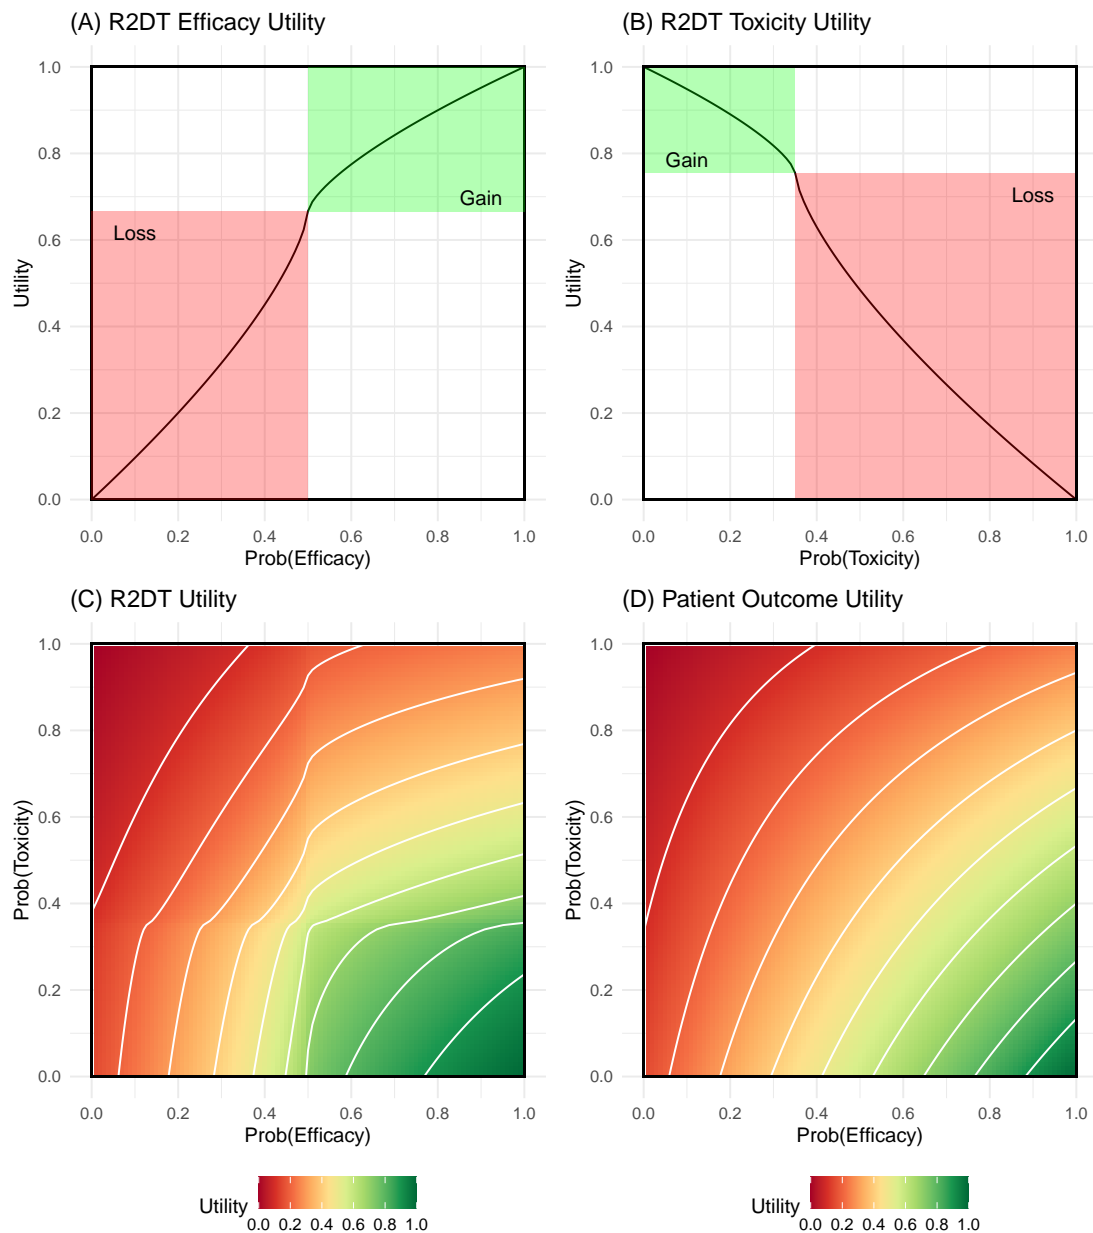 (A) R2DT Efficacy Utility
1.0
0.8
0.6
0.4
0.2
0.0
Utility
Loss
Gain
0.0 0.2 0.4 0.6 0.8 1.0
Prob(Efficacy)
(B) R2DT Toxicity Utility
1.0
0.8
0.6
0.4
0.2
0.0
Utility
Gain
Loss
0.0 0.2 0.4 0.6 0.8 1.0
Prob(Toxicity)
(C) R2DT Utility
1.0
0.8
0.6
0.4
0.2
0.0
Prob(Toxicity)
0.0 0.2 0.4 0.6 0.8 1.0
Prob(Efficacy)
Utility
0.0 0.2 0.4 0.6 0.8 1.0
(D) Patient Outcome Utility
1.0
0.8
0.6
0.4
0.2
0.0
Prob(Toxicity)
0.0 0.2 0.4 0.6 0.8 1.0
Prob(Efficacy)
Utility
0.0 0.2 0.4 0.6 0.8 1.0